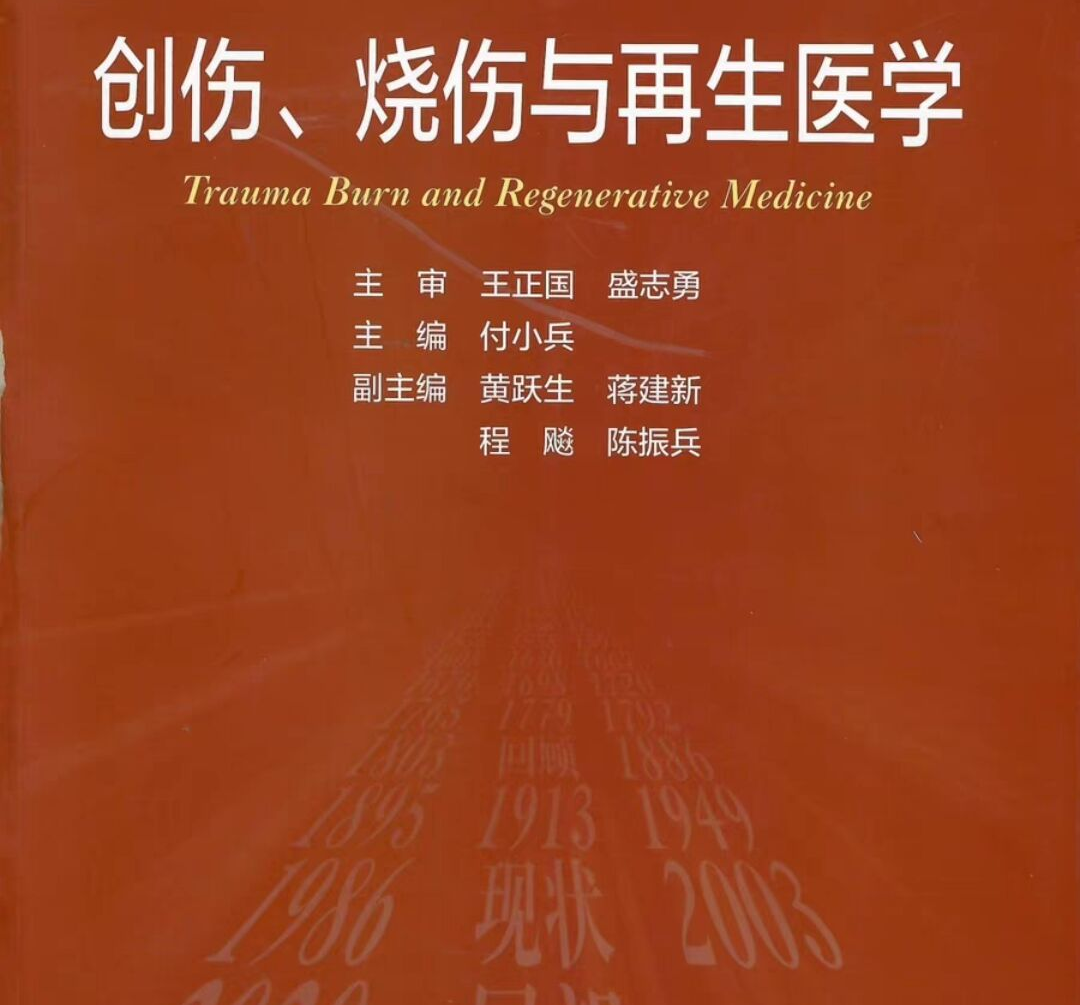 创伤、烧伤与再生医学
Trauma Burn and Regenerative Medicine
主 审 王正国 盛志勇
主 编 付小兵
副主编 黄跃生 蒋建新
程 飚 陈振兵
1765 1779 1792
1803 回顾 1886
1895 1913 1949
1986 现状 2003